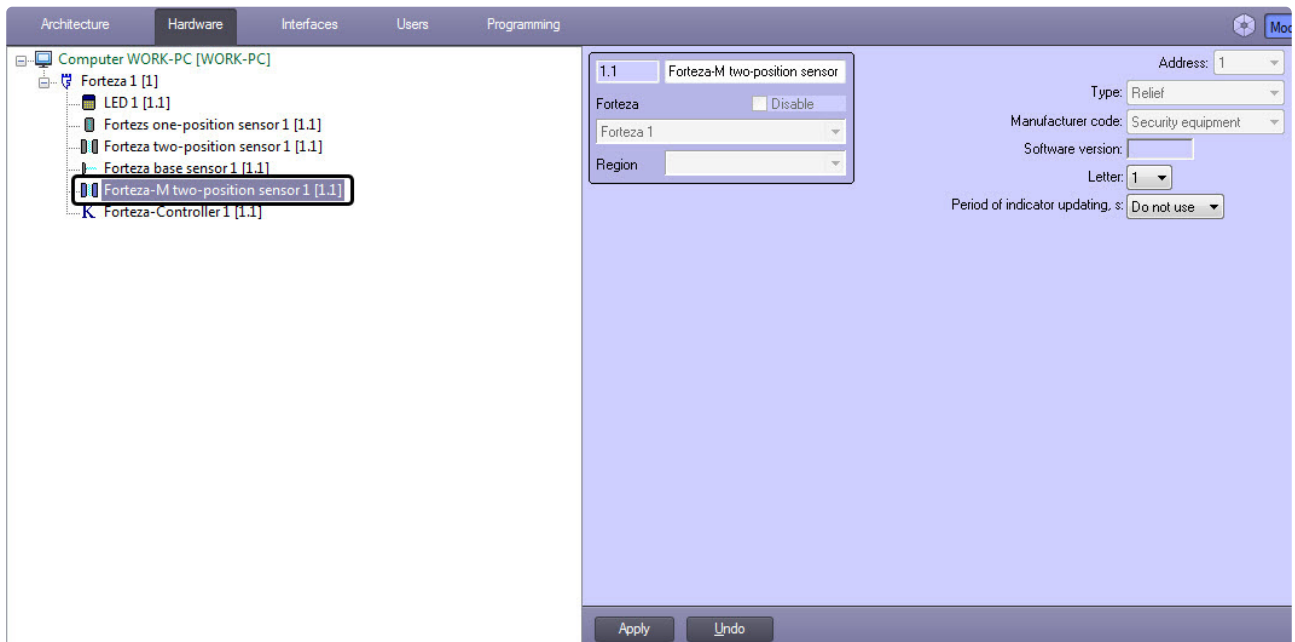 Architecture Hardware Interfaces Users Programming
Computer WORK-PC [WORK-PC]
Forteza 1 [1]
LED 1 [1.1]
Fortezs one-position sensor 1 [1.1]
Forteza two-position sensor 1 [1.1]
Forteza base sensor 1 [1.1]
Forteza-M two-position sensor 1 [1.1]
K Forteza-Controller 1 [1.1]
1.1 Forteza-M two-position sensor
Forteza Disable
Forteza 1
Region
Address: 1
Type: Relief
Manufacturer code: Security equipment
Software version:
Letter: 1
Period of indicator updating, s: Do not use
Apply Undo